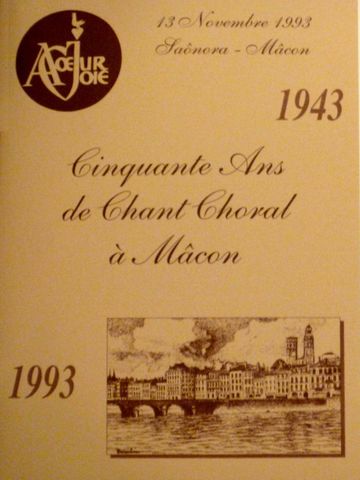 À CŒUR
JOIE
13 Novembre 1993
Saônora - Mâcon
1943
Cinquante Ans
de Chant Choral
à Mâcon
1993